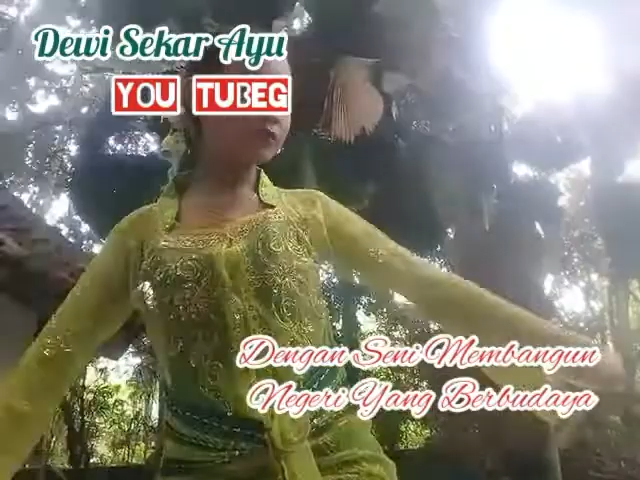 Dewi Sekar Ayu
YOU TUBEG
Dengan Seni Membangun
Negeri Yang Berbudaya